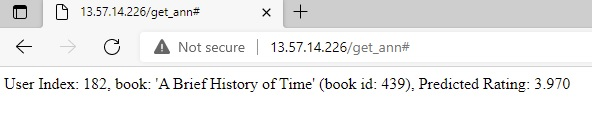 13.57.14.226/get_ann#
Not secure | 13.57.14.226/get_ann#
User Index: 182, book: 'A Brief History of Time' (book id: 439), Predicted Rating: 3.970